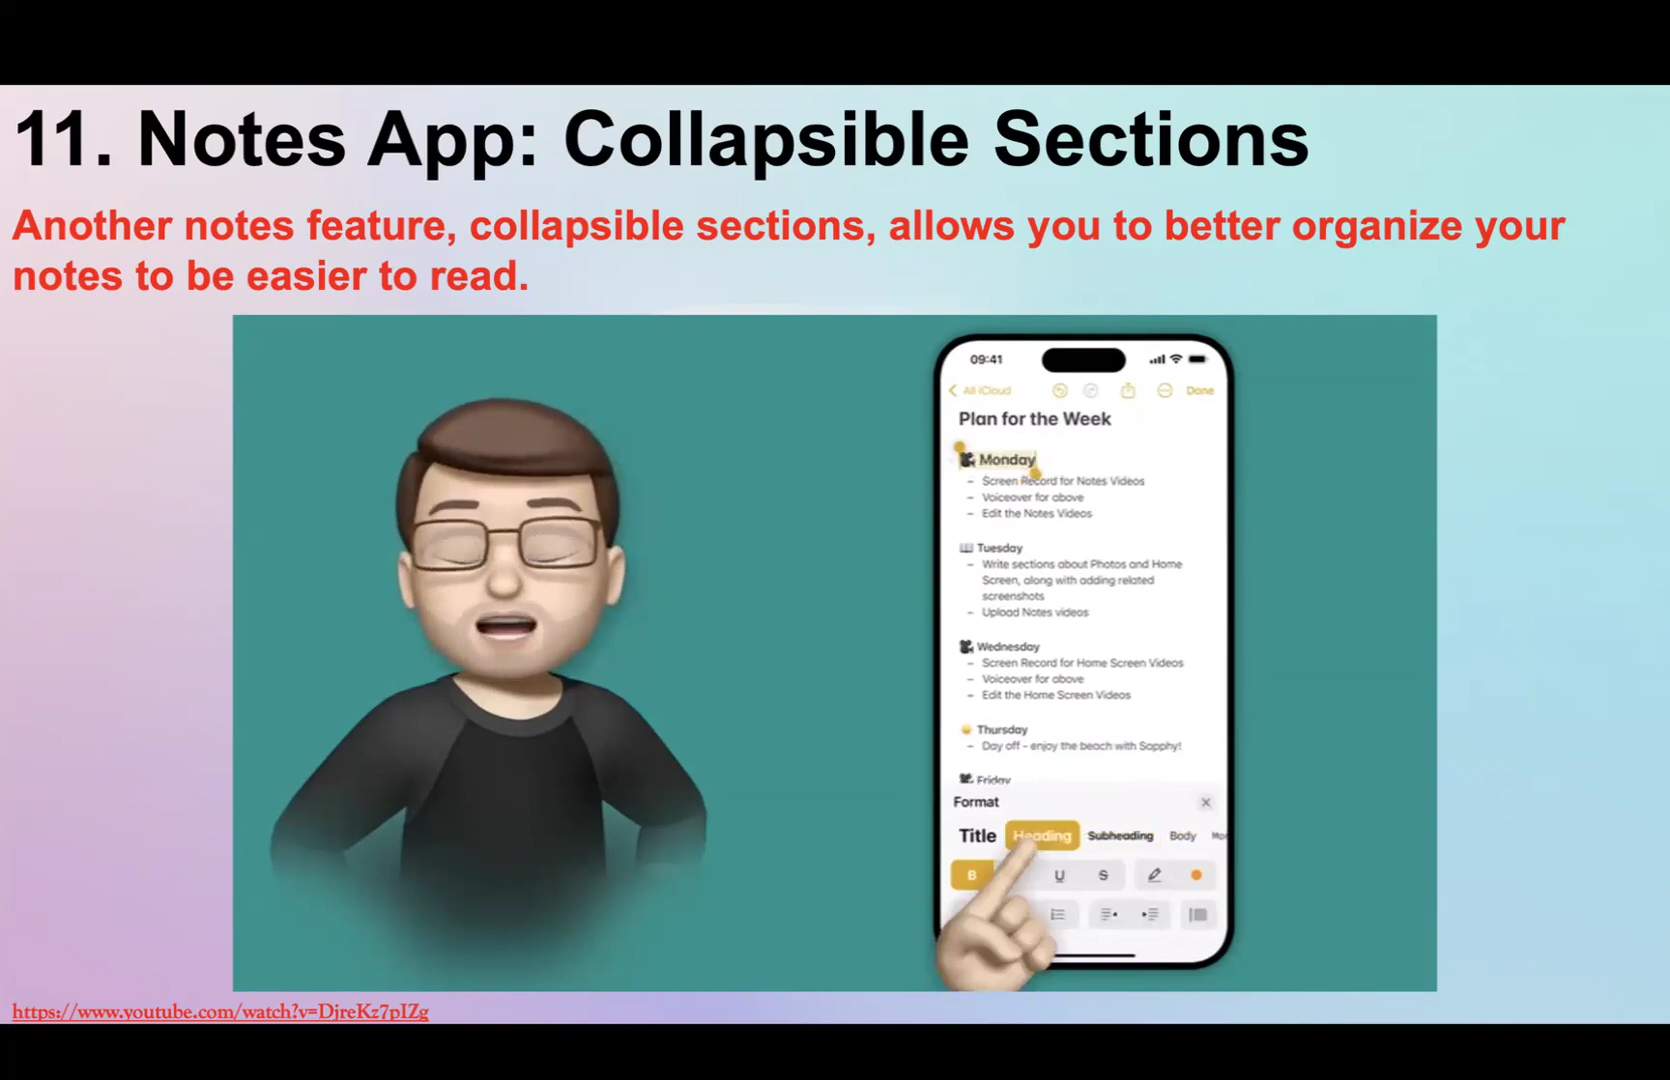 11. Notes App: Collapsible Sections
Another notes feature, collapsible sections, allows you to better organize your
notes to be easier to read.
09:41
All iCloud
Done
Plan for the Week
Monday
- Screen Record for Notes Videos
- Voiceover for above
- Edit the Notes Videos
Tuesday
- Write sections about Photos and Home
Screen, along with adding related
screenshots
- Upload Notes videos
Wednesday
- Screen Record for Home Screen Videos
- Voiceover for above
- Edit the Home Screen Videos
Thursday
- Day off - enjoy the beach with Sapphy!
Friday
Format
Title Heading Subheading Body
B U S
https://www.youtube.com/watch?v=DjreKz7pIZg